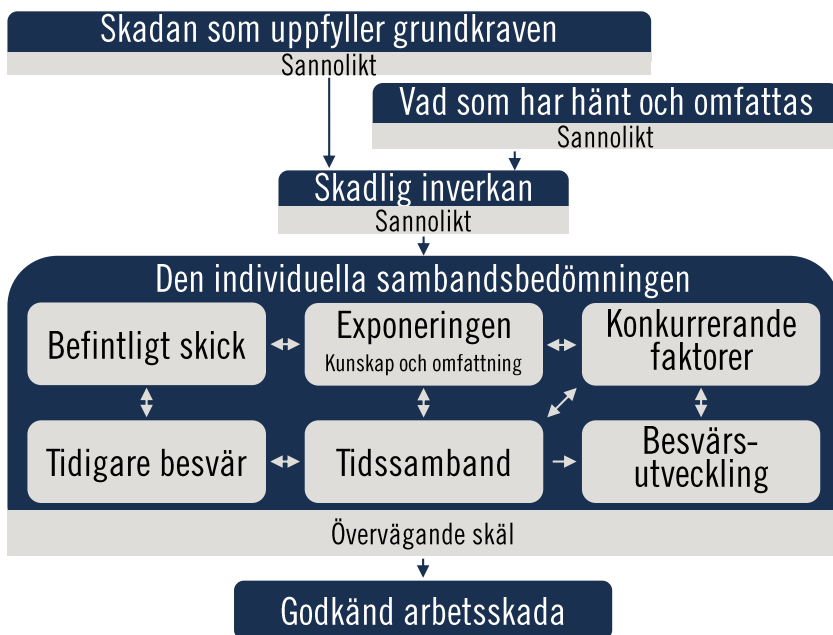 Skadan som uppfyller grundkraven
Sannolikt
Vad som har hänt och omfattas
Sannolikt
Skadlig inverkan
Sannolikt
Den individuella sambandsbedömningen
Befintligt skick
Exponeringen
Kunskap och omfattning
Konkurrerande
faktorer
Tidigare besvär
Tidssamband
Besvärs-
utveckling
Övervägande skäl
Godkänd arbetsskada